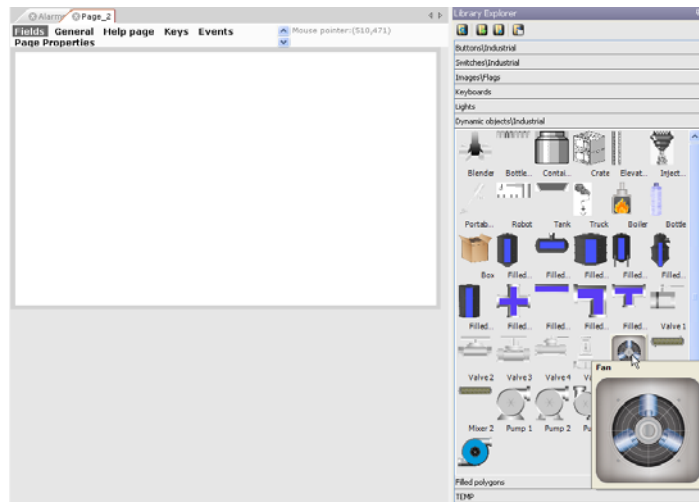 Alarms Page_2
Fields General Help page Keys Events
Page Properties
Mouse pointer:(510,471)
Library Explorer
Buttons\Industrial
Switches\Industrial
Images\Flags
Keyboards
Lights
Dynamic objects\Industrial
Blender Bottle... Contai... Crate Elevat... Inject...
Portab... Robot Tank Truck Boiler Bottle
Box Filled... Filled... Filled... Filled... Filled...
Filled... Filled... Filled... Filled... Filled... Valve 1
Valve 2 Valve 3 Valve 4
Fan
Mixer 2 Pump 1 Pump 2
Filled polygons
TEMP